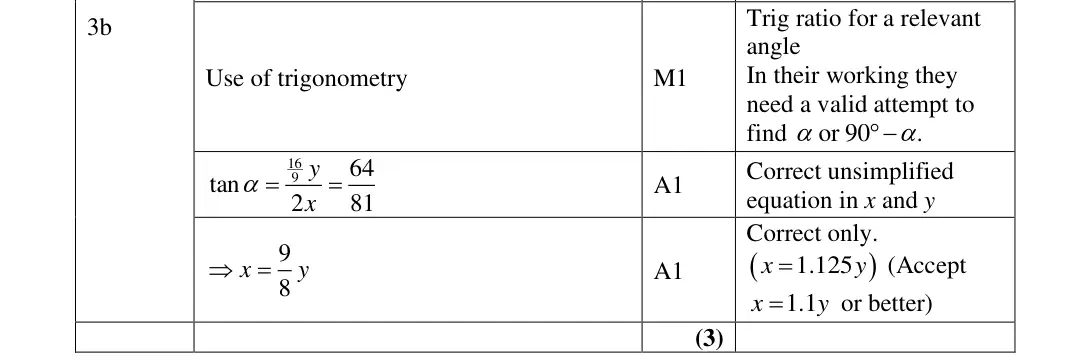 3b
Use of trigonometry
M1
Trig ratio for a relevant
angle
In their working they
need a valid attempt to
find α or 90° – α.
tan α = (16/9 y)/(2x) = 64/81
A1
Correct unsimplified
equation in x and y
⇒ x = 9/8 y
A1
Correct only.
(x = 1.125y) (Accept
x = 1.1y or better)
(3)